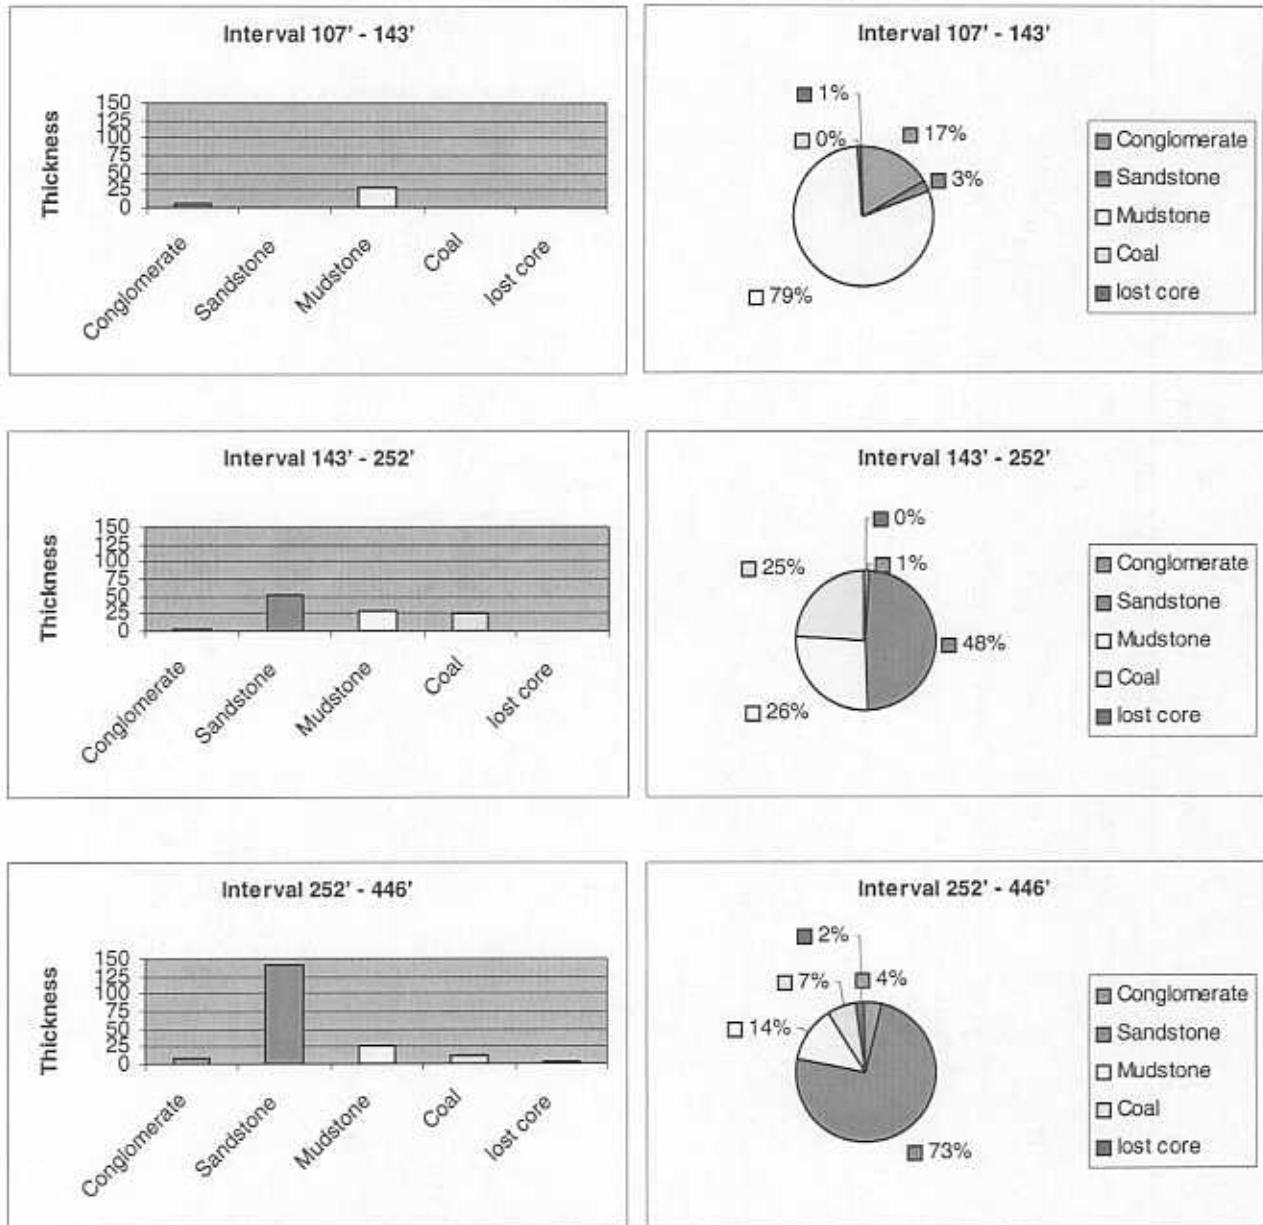 Interval 107' - 143'
Thickness
150
125
100
75
50
25
0
Conglomerate
Sandstone
Mudstone
Coal
lost core
Interval 107' - 143'
1%
0%
17%
3%
79%
Conglomerate
Sandstone
Mudstone
Coal
lost core
Interval 143' - 252'
Thickness
150
125
100
75
50
25
0
Conglomerate
Sandstone
Mudstone
Coal
lost core
Interval 143' - 252'
0%
1%
25%
48%
26%
Conglomerate
Sandstone
Mudstone
Coal
lost core
Interval 252' - 446'
Thickness
150
125
100
75
50
25
0
Conglomerate
Sandstone
Mudstone
Coal
lost core
Interval 252' - 446'
2%
4%
7%
14%
73%
Conglomerate
Sandstone
Mudstone
Coal
lost core